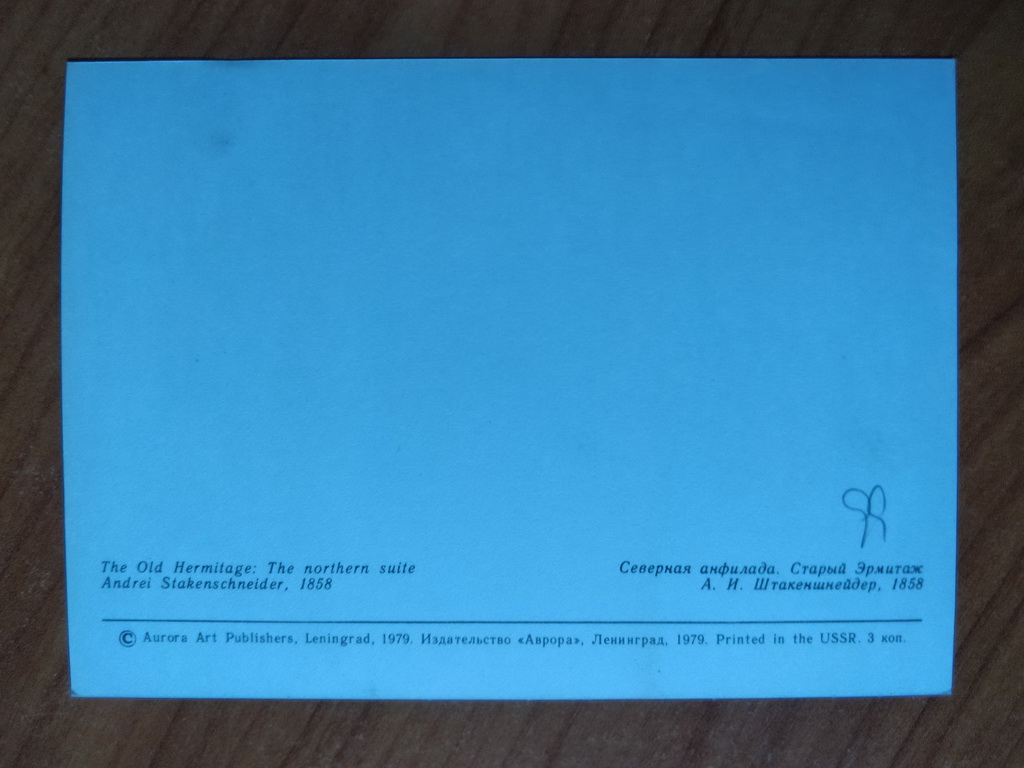 The Old Hermitage: The northern suite
Andrei Stakenschneider, 1858
Северная анфилада. Старый Эрмитаж
А. И. Штакеншнейдер, 1858
© Aurora Art Publishers, Leningrad, 1979. Издательство «Аврора», Ленинград, 1979. Printed in the USSR. 3 коп.